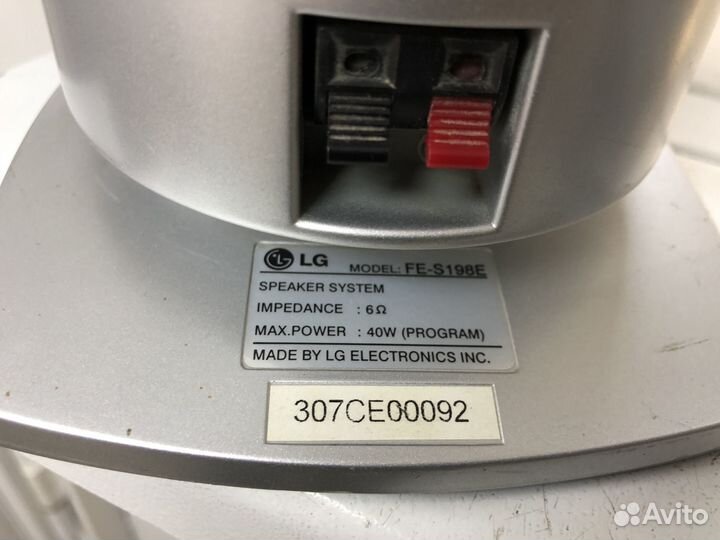 LG MODEL: FE-S198E
SPEAKER SYSTEM
IMPEDANCE : 6Ω
MAX.POWER : 40W (PROGRAM)
MADE BY LG ELECTRONICS INC.
307CE00092
Avito